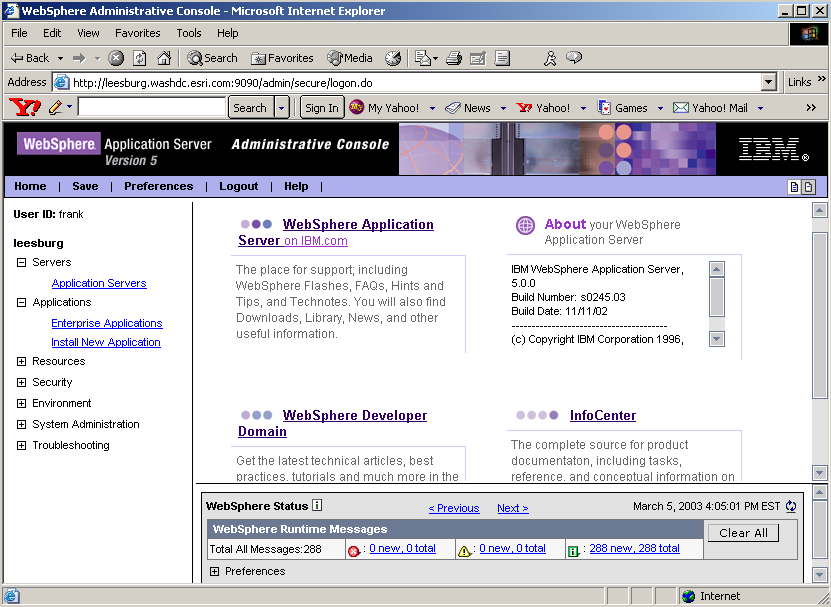 WebSphere Administrative Console - Microsoft Internet Explorer
File Edit View Favorites Tools Help
Back Search Favorites Media
Address http://leesburg.washdc.esri.com:9090/admin/secure/logon.do Links »
Y! Search Sign In My Yahoo! News Yahoo! Games Yahoo! Mail »
WebSphere. Application Server Administrative Console
Version 5
IBM®
Home | Save | Preferences | Logout | Help |
User ID: frank
leesburg
Servers
Application Servers
Applications
Enterprise Applications
Install New Application
Resources
Security
Environment
System Administration
Troubleshooting
WebSphere Application
Server on IBM.com
The place for support; including
WebSphere Flashes, FAQs, Hints and
Tips, and Technotes. You will also find
Downloads, Library, News, and other
useful information.
About your WebSphere
Application Server
IBM WebSphere Application Server,
5.0.0
Build Number: s0245.03
Build Date: 11/11/02
----------------------------------------
(c) Copyright IBM Corporation 1996,
WebSphere Developer
Domain
Get the latest technical articles, best
practices, tutorials and much more in the
InfoCenter
The complete source for product
documentaton, including tasks,
reference, and conceptual information on
WebSphere Status i < Previous Next > March 5, 2003 4:05:01 PM EST
WebSphere Runtime Messages Clear All
Total All Messages:288 : 0 new, 0 total : 0 new, 0 total : 288 new, 288 total
Preferences
Internet